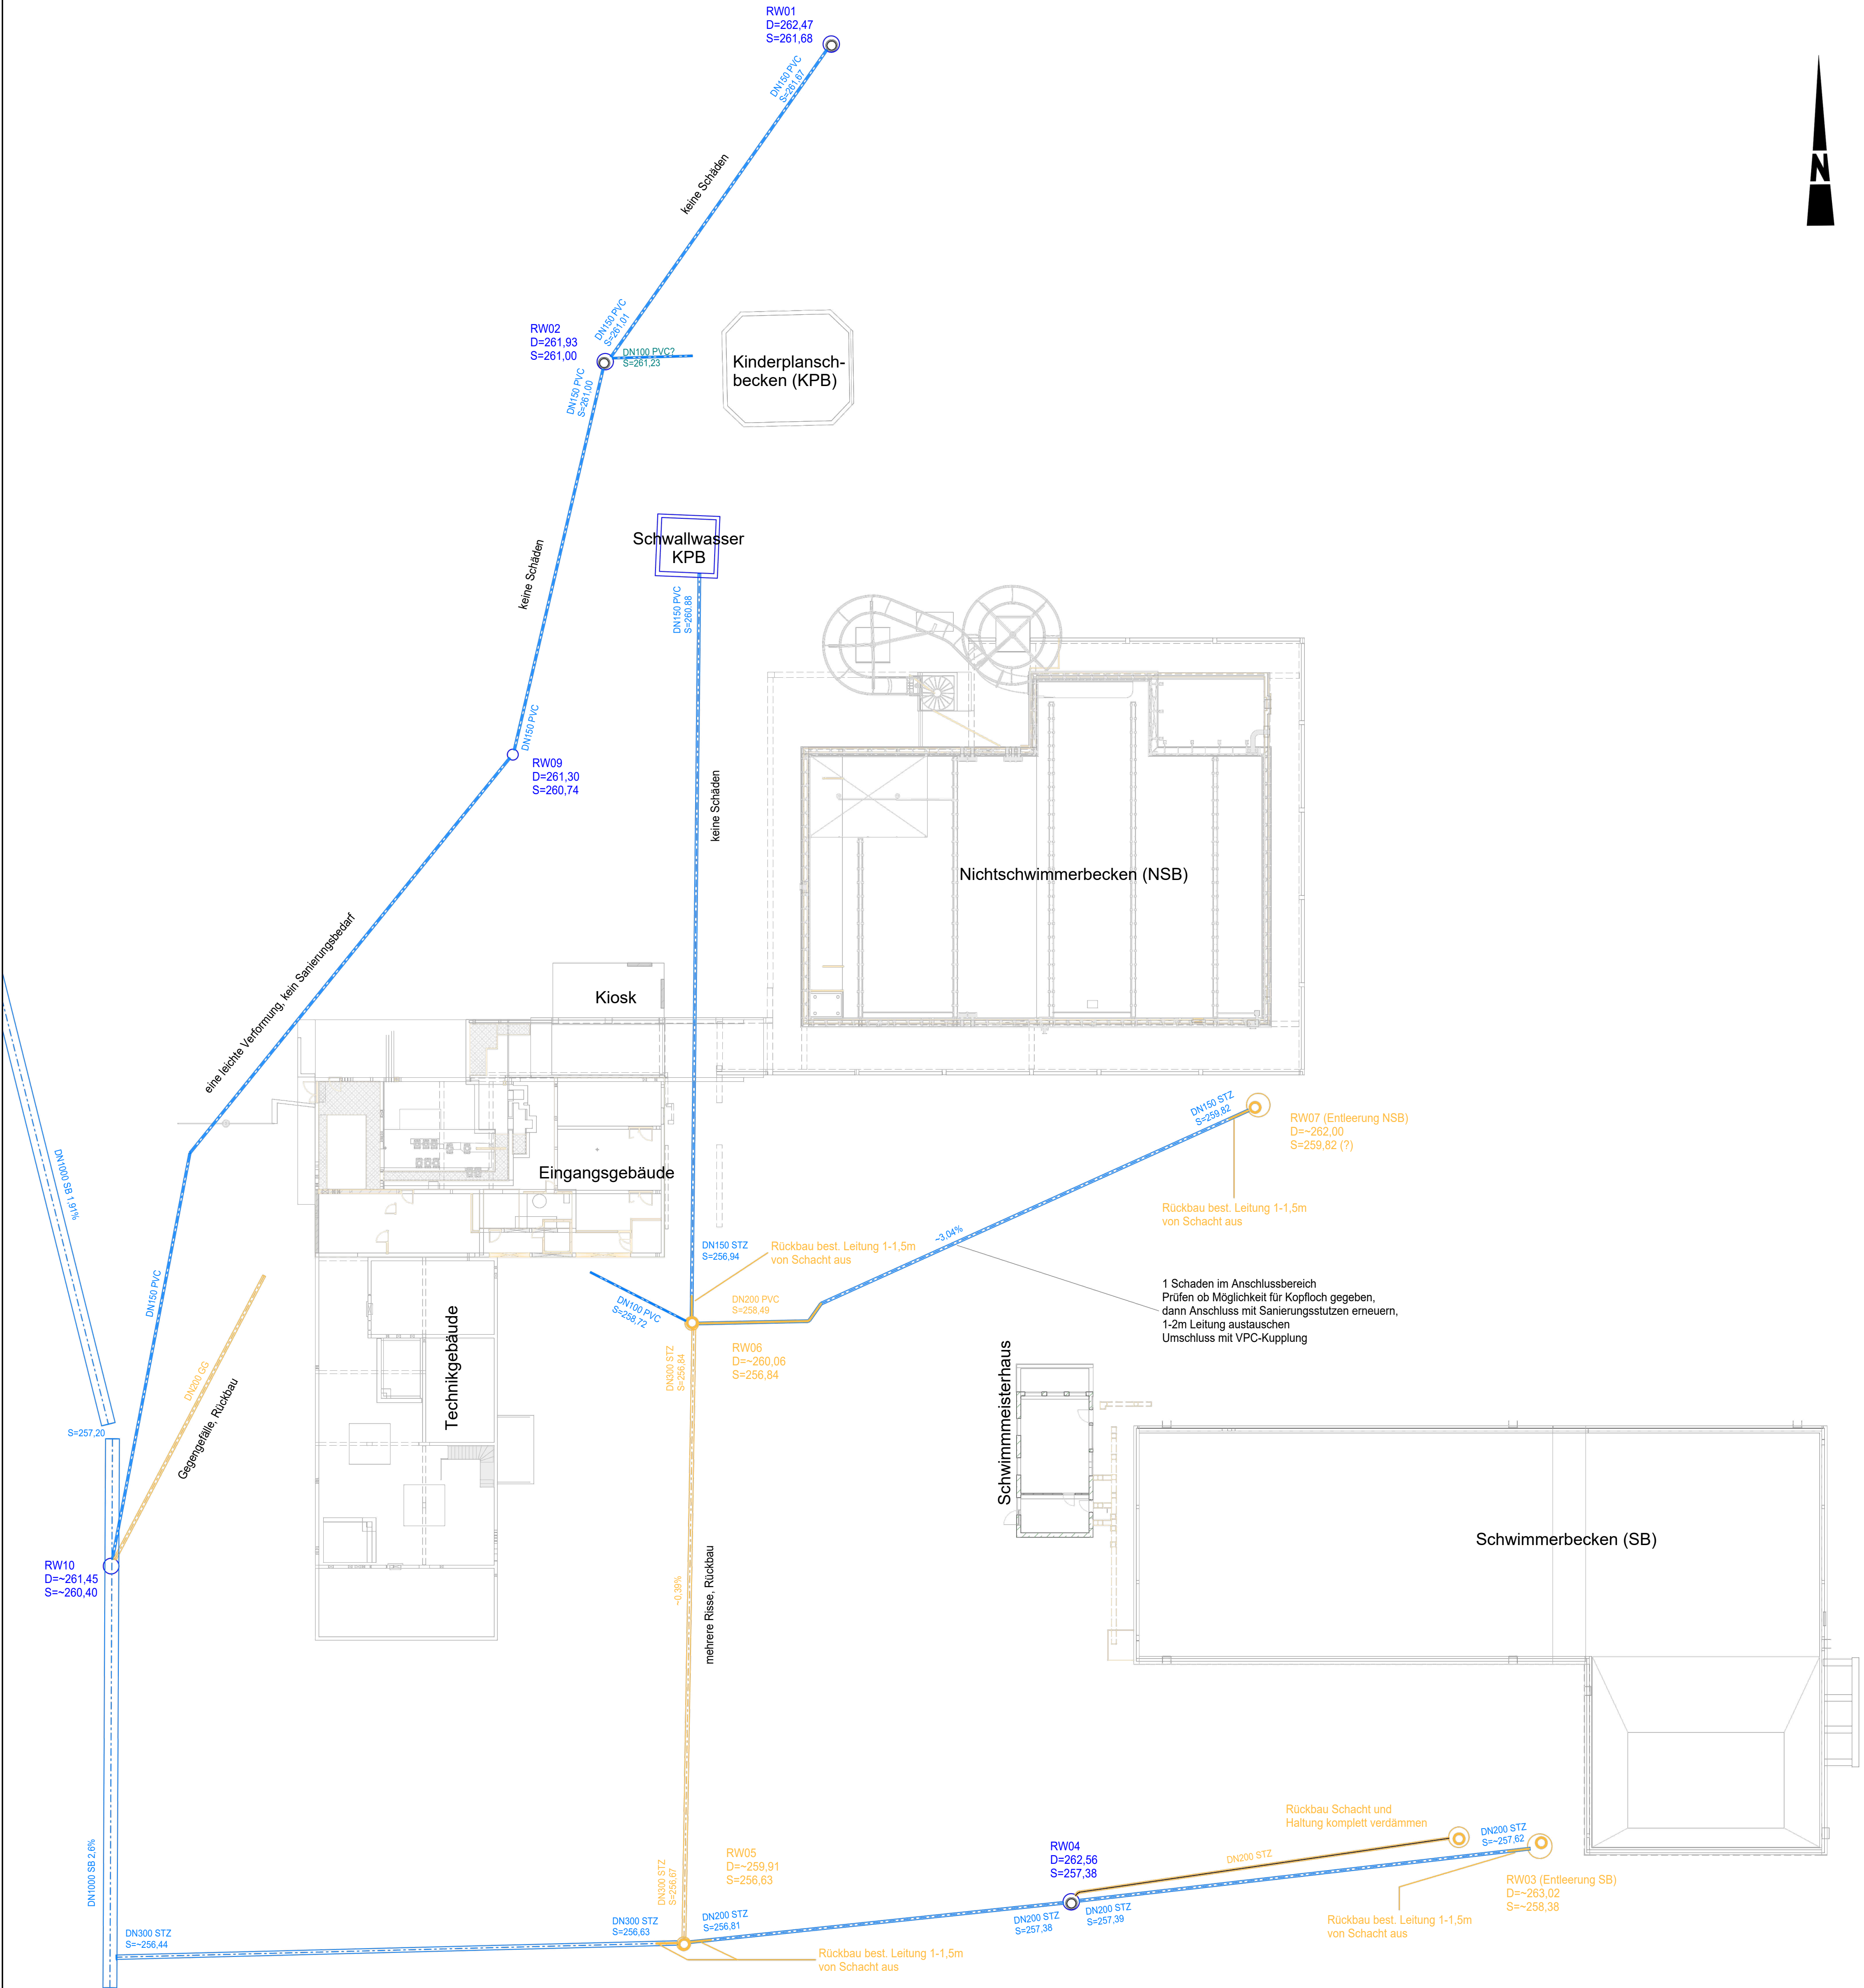 RW01
D=262,47
S=261,68
DN150 PVC
S=261,67
N
keine Schäden
RW02
D=261,93
S=261,00
DN150 PVC
S=261,01
DN100 PVC?
S=261,23
DN150 PVC
S=261,00
Kinderplansch-
becken (KPB)
keine Schäden
Schwallwasser
KPB
DN150 PVC
S=260,88
DN150 PVC
RW09
D=261,30
S=260,74
keine Schäden
Nichtschwimmerbecken (NSB)
eine leichte Verformung, kein Sanierungsbedarf
Kiosk
DN1000 SB 1,91%
Eingangsgebäude
DN150 STZ
S=259,82
RW07 (Entleerung NSB)
D=~262,00
S=259,82 (?)
Rückbau best. Leitung 1-1,5m
von Schacht aus
~3,04%
DN150 STZ
S=256,94
Rückbau best. Leitung 1-1,5m
von Schacht aus
DN200 PVC
S=258,49
DN100 PVC
S=258,72
1 Schaden im Anschlussbereich
Prüfen ob Möglichkeit für Kopfloch gegeben,
dann Anschluss mit Sanierungsstutzen erneuern,
1-2m Leitung austauschen
Umschluss mit VPC-Kupplung
DN150 PVC
DN200 GG
Gegengefälle, Rückbau
Technikgebäude
DN300 STZ
S=256,84
RW06
D=~260,06
S=256,84
Schwimmmeisterhaus
S=257,20
RW10
D=~261,45
S=~260,40
~0,39%
mehrere Risse, Rückbau
Schwimmerbecken (SB)
DN1000 SB 2,6%
DN300 STZ
S=~256,44
DN300 STZ
S=256,63
DN300 STZ
S=256,67
RW05
D=~259,91
S=256,63
DN200 STZ
S=256,81
Rückbau best. Leitung 1-1,5m
von Schacht aus
RW04
D=262,56
S=257,38
DN200 STZ
S=257,38
DN200 STZ
S=257,39
DN200 STZ
Rückbau Schacht und
Haltung komplett verdämmen
DN200 STZ
S=~257,62
RW03 (Entleerung SB)
D=~263,02
S=~258,38
Rückbau best. Leitung 1-1,5m
von Schacht aus